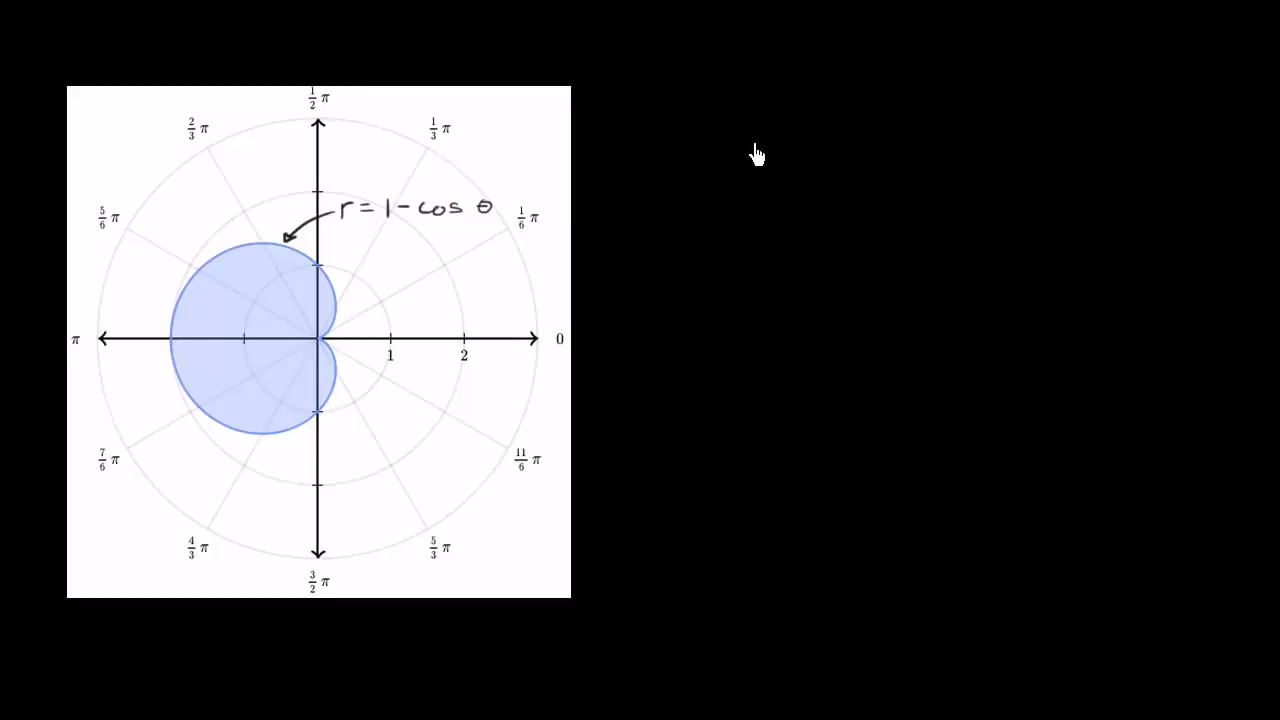 1/2 π
2/3 π
1/3 π
5/6 π
r = 1 - cos θ
1/6 π
π
0
1
2
7/6 π
11/6 π
4/3 π
5/3 π
3/2 π